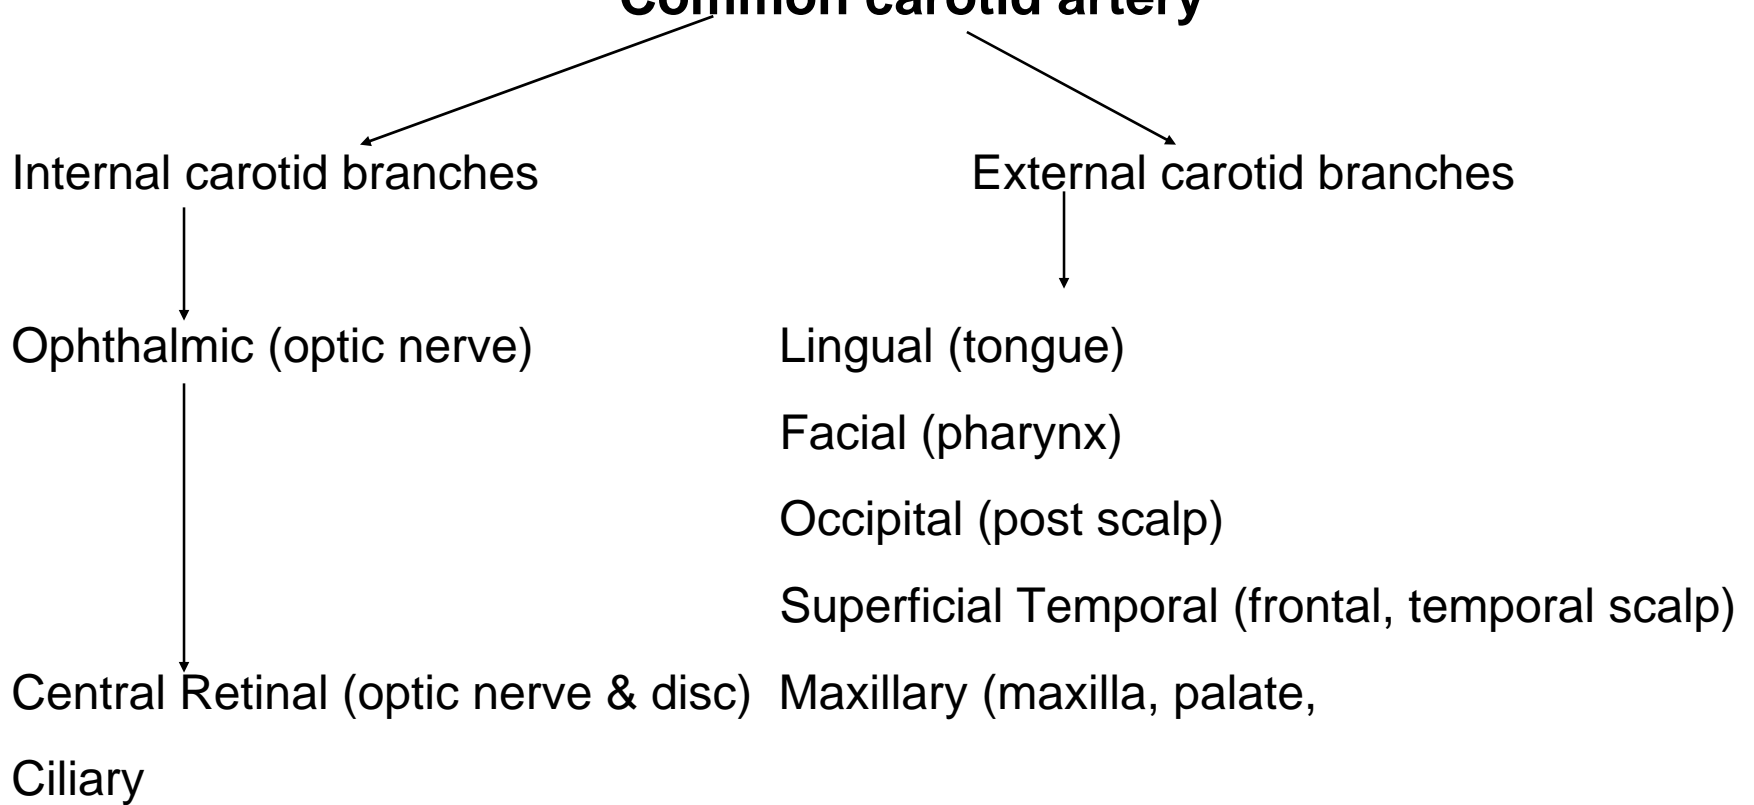 Common carotid artery
Internal carotid branches
External carotid branches
Ophthalmic (optic nerve)
Lingual (tongue)
Facial (pharynx)
Occipital (post scalp)
Superficial Temporal (frontal, temporal scalp)
Central Retinal (optic nerve & disc)
Maxillary (maxilla, palate,
Ciliary